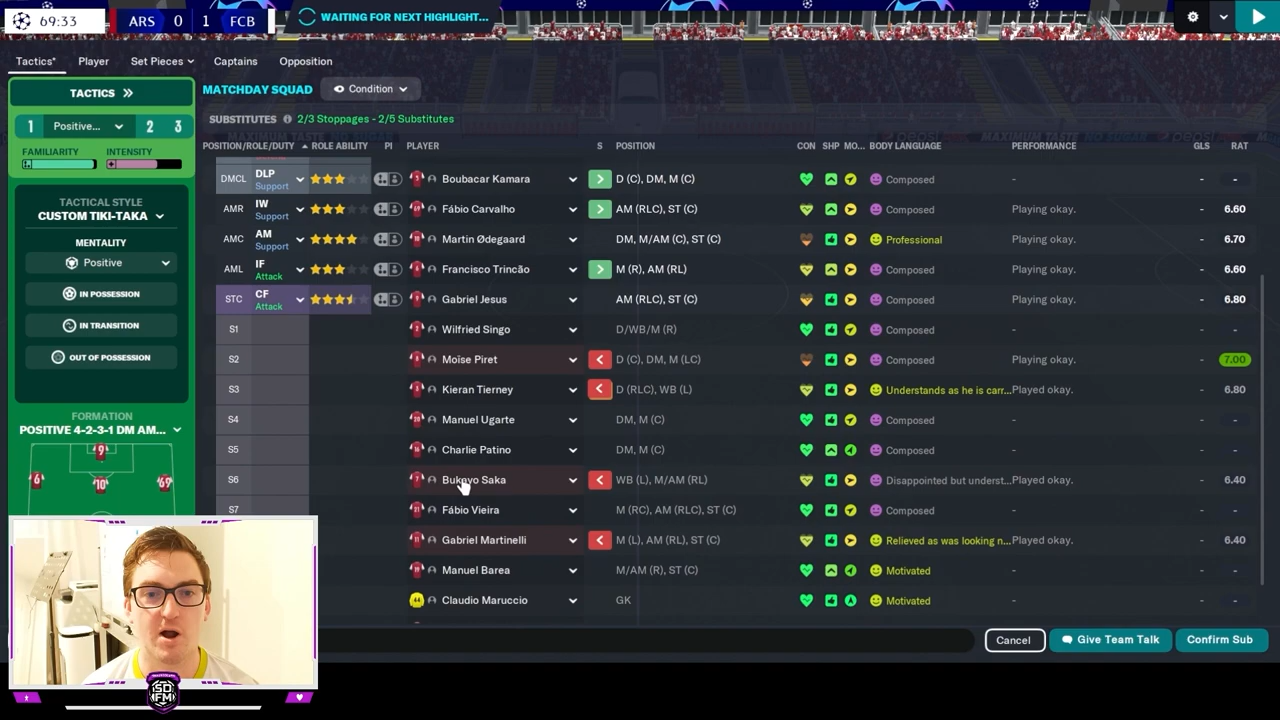 69:33 ARS 0 1 FCB WAITING FOR NEXT HIGHLIGHT...
Tactics* Player Set Pieces Captains Opposition
TACTICS
MATCHDAY SQUAD Condition
SUBSTITUTES 2/3 Stoppages - 2/5 Substitutes
1 Positive... 2 3
POSITION/ROLE/DUTY ROLE ABILITY PI PLAYER S POSITION CON SHP MO... BODY LANGUAGE PERFORMANCE GLS RAT
FAMILIARITY INTENSITY
DMCL DLP Support Boubacar Kamara D (C), DM, M (C) Composed - - -
AMR IW Support Fábio Carvalho AM (RLC), ST (C) Composed Playing okay. - 6.60
AMC AM Support Martin Ødegaard DM, M/AM (C), ST (C) Professional Playing okay. - 6.70
AML IF Attack Francisco Trincão M (R), AM (RL) Composed Playing okay. - 6.60
STC CF Attack Gabriel Jesus AM (RLC), ST (C) Composed Playing okay. - 6.80
S1 Wilfried Singo D/WB/M (R) Composed - - -
S2 Moïse Piret D (C), DM, M (LC) Composed Playing okay. - 7.00
S3 Kieran Tierney D (RLC), WB (L) Understands as he is carr... Played okay. - 6.80
S4 Manuel Ugarte DM, M (C) Composed - - -
S5 Charlie Patino DM, M (C) Composed - - -
S6 Bukayo Saka WB (L), M/AM (RL) Disappointed but underst... Played okay. - 6.40
S7 Fábio Vieira M (RC), AM (RLC), ST (C) Composed - - -
Gabriel Martinelli M (L), AM (RL), ST (C) Relieved as was looking n... Played okay. - 6.40
Manuel Barea M/AM (R), ST (C) Motivated - - -
Claudio Maruccio GK Motivated - - -
TACTICAL STYLE
CUSTOM TIKI-TAKA
MENTALITY
Positive
IN POSSESSION
IN TRANSITION
OUT OF POSSESSION
FORMATION
POSITIVE 4-2-3-1 DM AM...
9
6 10 69
Cancel Give Team Talk Confirm Sub
SDFM